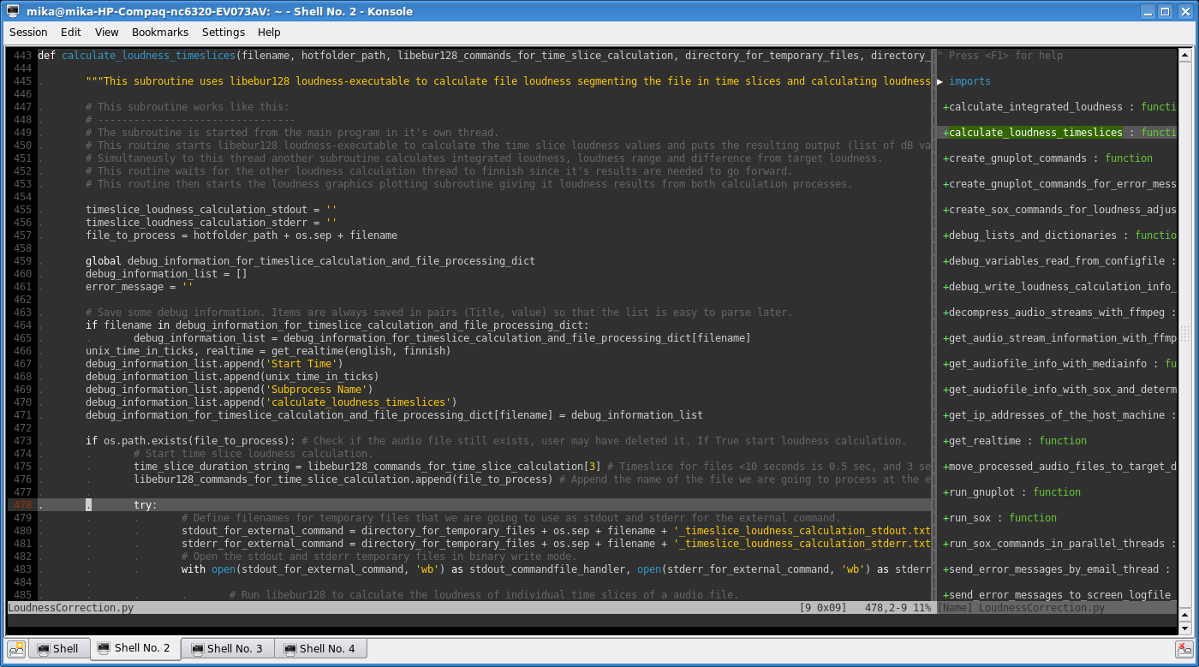 mika@mika-HP-Compaq-nc6320-EV073AV: ~ - Shell No. 2 - Konsole
Session Edit View Bookmarks Settings Help
443 def calculate_loudness_timeslices(filename, hotfolder_path, libebur128_commands_for_time_slice_calculation, directory_for_temporary_files, directory_
444
445 """This subroutine uses libebur128 loudness-executable to calculate file loudness segmenting the file in time slices and calculating loudness
446
447 # This subroutine works like this:
448 # ---------------------------------
449 # The subroutine is started from the main program in it's own thread.
450 # This routine starts libebur128 loudness-executable to calculate the time slice loudness values and puts the resulting output (list of dB va
451 # Simultenously to this thread another subroutine calculates integrated loudness, loudness range and difference from target loudness.
452 # This routine waits for the other loudness calculation thread to finnish since it's results are needed to go forward.
453 # This routine then starts the loudness graphics plotting subroutine giving it loudness results from both calculation processes.
454
455 timeslice_loudness_calculation_stdout = ''
456 timeslice_loudness_calculation_stderr = ''
457 file_to_process = hotfolder_path + os.sep + filename
458
459 global debug_information_for_timeslice_calculation_and_file_processing_dict
460 debug_information_list = []
461 error_message = ''
462
463 # Save some debug information. Items are always saved in pairs (Title, value) so that the list is easy to parse later.
464 if filename in debug_information_for_timeslice_calculation_and_file_processing_dict:
465 debug_information_list = debug_information_for_timeslice_calculation_and_file_processing_dict[filename]
466 unix_time_in_ticks, realtime = get_realtime(english, finnish)
467 debug_information_list.append('Start Time')
468 debug_information_list.append(unix_time_in_ticks)
469 debug_information_list.append('Subprocess Name')
470 debug_information_list.append('calculate_loudness_timeslices')
471 debug_information_for_timeslice_calculation_and_file_processing_dict[filename] = debug_information_list
472
473 if os.path.exists(file_to_process): # Check if the audio file still exists, user may have deleted it. If True start loudness calculation.
474 # Start time slice loudness calculation.
475 time_slice_duration_string = libebur128_commands_for_time_slice_calculation[3] # Timeslice for files <10 seconds is 0.5 sec, and 3 se
476 libebur128_commands_for_time_slice_calculation.append(file_to_process) # Append the name of the file we are going to process at the e
477
478 try:
479 # Define filenames for temporary files that we are going to use as stdout and stderr for the external command.
480 stdout_for_external_command = directory_for_temporary_files + os.sep + filename + '_timeslice_loudness_calculation_stdout.txt
481 stderr_for_external_command = directory_for_temporary_files + os.sep + filename + '_timeslice_loudness_calculation_stderr.txt
482 # Open the stdout and stderr temporary files in binary write mode.
483 with open(stdout_for_external_command, 'wb') as stdout_commandfile_handler, open(stderr_for_external_command, 'wb') as stderr
484
485 # Run libebur128 to calculate the loudness of individual time slices of a audio file.
LoudnessCorrection.py [9 0x09] 478,2-9 11%
" Press <F1> for help
▶ imports
+calculate_integrated_loudness : functi
+calculate_loudness_timeslices : functi
+create_gnuplot_commands : function
+create_gnuplot_commands_for_error_mess
+create_sox_commands_for_loudness_adjus
+debug_lists_and_dictionaries : functio
+debug_variables_read_from_configfile :
+debug_write_loudness_calculation_info_
+decompress_audio_streams_with_ffmpeg :
+get_audio_stream_information_with_ffmp
+get_audiofile_info_with_mediainfo : fu
+get_audiofile_info_with_sox_and_determ
+get_ip_addresses_of_the_host_machine :
+get_realtime : function
+move_processed_audio_files_to_target_d
+run_gnuplot : function
+run_sox : function
+run_sox_commands_in_parallel_threads :
+send_error_messages_by_email_thread :
+send_error_messages_to_screen_logfile_
[Name] LoudnessCorrection.py
Shell Shell No. 2 Shell No. 3 Shell No. 4